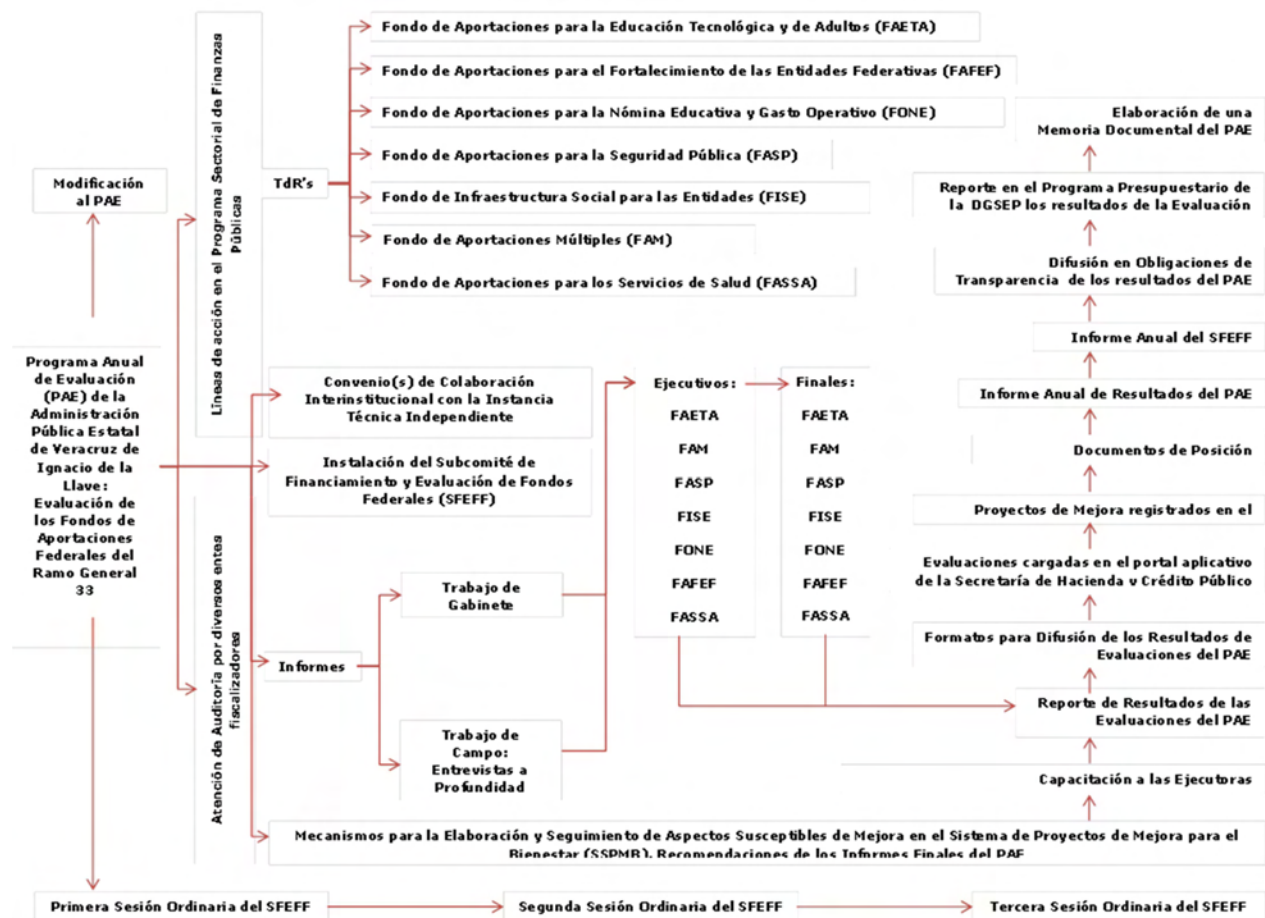 Modificación
al PAE
Programa Anual
de Evaluación
(PAE) de la
Administración
Pública Estatal
de Veracruz de
Ignacio de la
Llave:
Evaluación de
los Fondos de
Aportaciones
Federales del
Ramo General
33
Líneas de acción en el Programa Sectorial de Finanzas
Públicas
Atención de Auditoría por diversos entes
fiscalizadores
TdR's
Fondo de Aportaciones para la Educación Tecnológica y de Adultos (FAETA)
Fondo de Aportaciones para el Fortalecimiento de las Entidades Federativas (FAFEF)
Fondo de Aportaciones para la Nómina Educativa y Gasto Operativo (FONE)
Fondo de Aportaciones para la Seguridad Pública (FASP)
Fondo de Infraestructura Social para las Entidades (FISE)
Fondo de Aportaciones Múltiples (FAM)
Fondo de Aportaciones para los Servicios de Salud (FASSA)
Convenio(s) de Colaboración
Interinstitucional con la Instancia
Técnica Independiente
Instalación del Subcomité de
Financiamiento y Evaluación de Fondos
Federales (SFEFF)
Informes
Trabajo de
Gabinete
Trabajo de
Campo:
Entrevistas a
Profundidad
Ejecutivos:
FAETA
FAM
FASP
FISE
FONE
FAFEF
FASSA
Finales:
FAETA
FAM
FASP
FISE
FONE
FAFEF
FASSA
Elaboración de una
Memoria Documental del PAE
Reporte en el Programa Presupuestario de
la DGSEP los resultados de la Evaluación
Difusión en Obligaciones de
Transparencia de los resultados del PAE
Informe Anual del SFEFF
Informe Anual de Resultados del PAE
Documentos de Posición
Proyectos de Mejora registrados en el
Evaluaciones cargadas en el portal aplicativo
de la Secretaría de Hacienda y Crédito Público
Formatos para Difusión de los Resultados de
Evaluaciones del PAE
Reporte de Resultados de las
Evaluaciones del PAE
Capacitación a las Ejecutoras
Mecanismos para la Elaboración y Seguimiento de Aspectos Susceptibles de Mejora en el Sistema de Proyectos de Mejora para el
Bienestar (SSPMB). Recomendaciones de los Informes Finales del PAE
Primera Sesión Ordinaria del SFEFF
Segunda Sesión Ordinaria del SFEFF
Tercera Sesión Ordinaria del SFEFF